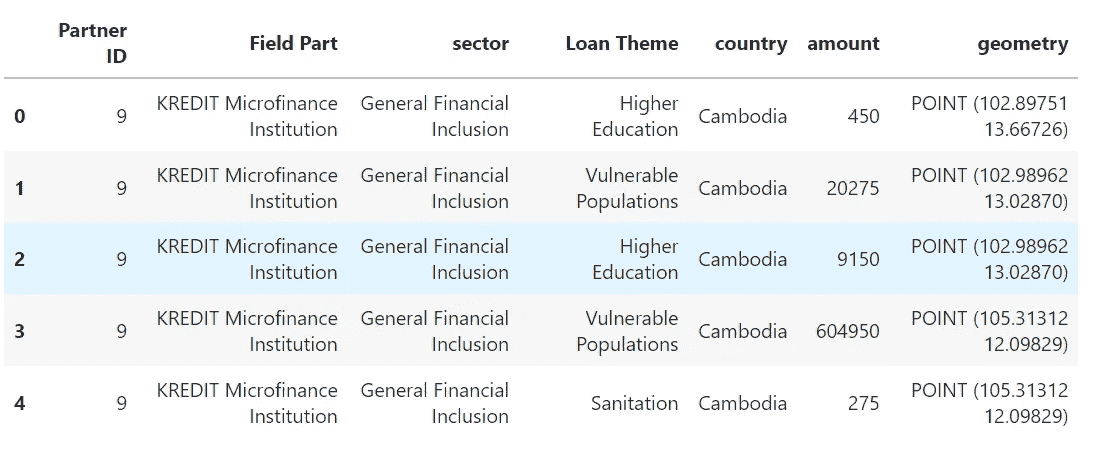 Partner ID Field Part sector Loan Theme country amount geometry
0 9 KREDIT Microfinance Institution General Financial Inclusion Higher Education Cambodia 450 POINT (102.89751 13.66726)
1 9 KREDIT Microfinance Institution General Financial Inclusion Vulnerable Populations Cambodia 20275 POINT (102.98962 13.02870)
2 9 KREDIT Microfinance Institution General Financial Inclusion Higher Education Cambodia 9150 POINT (102.98962 13.02870)
3 9 KREDIT Microfinance Institution General Financial Inclusion Vulnerable Populations Cambodia 604950 POINT (105.31312 12.09829)
4 9 KREDIT Microfinance Institution General Financial Inclusion Sanitation Cambodia 275 POINT (105.31312 12.09829)